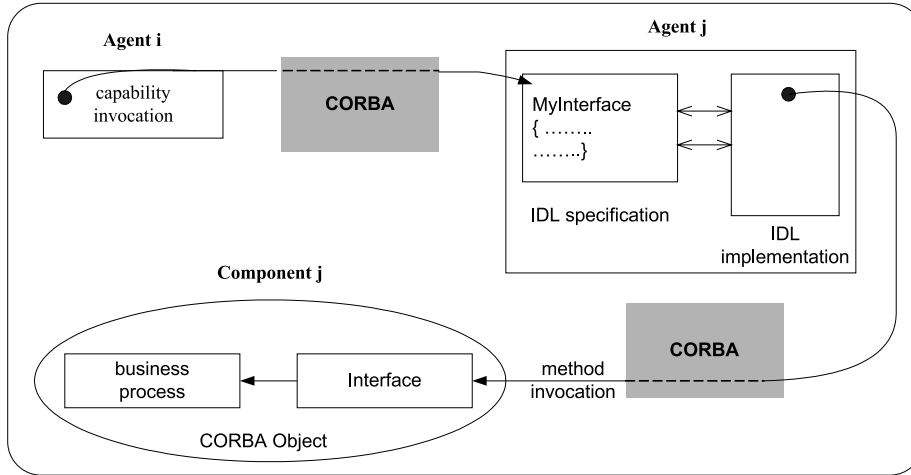 Agent i
capability
invocation
CORBA
Agent j
MyInterface
{ ........
........}
IDL specification
IDL
implementation
Component j
business
process
Interface
CORBA Object
method
invocation
CORBA